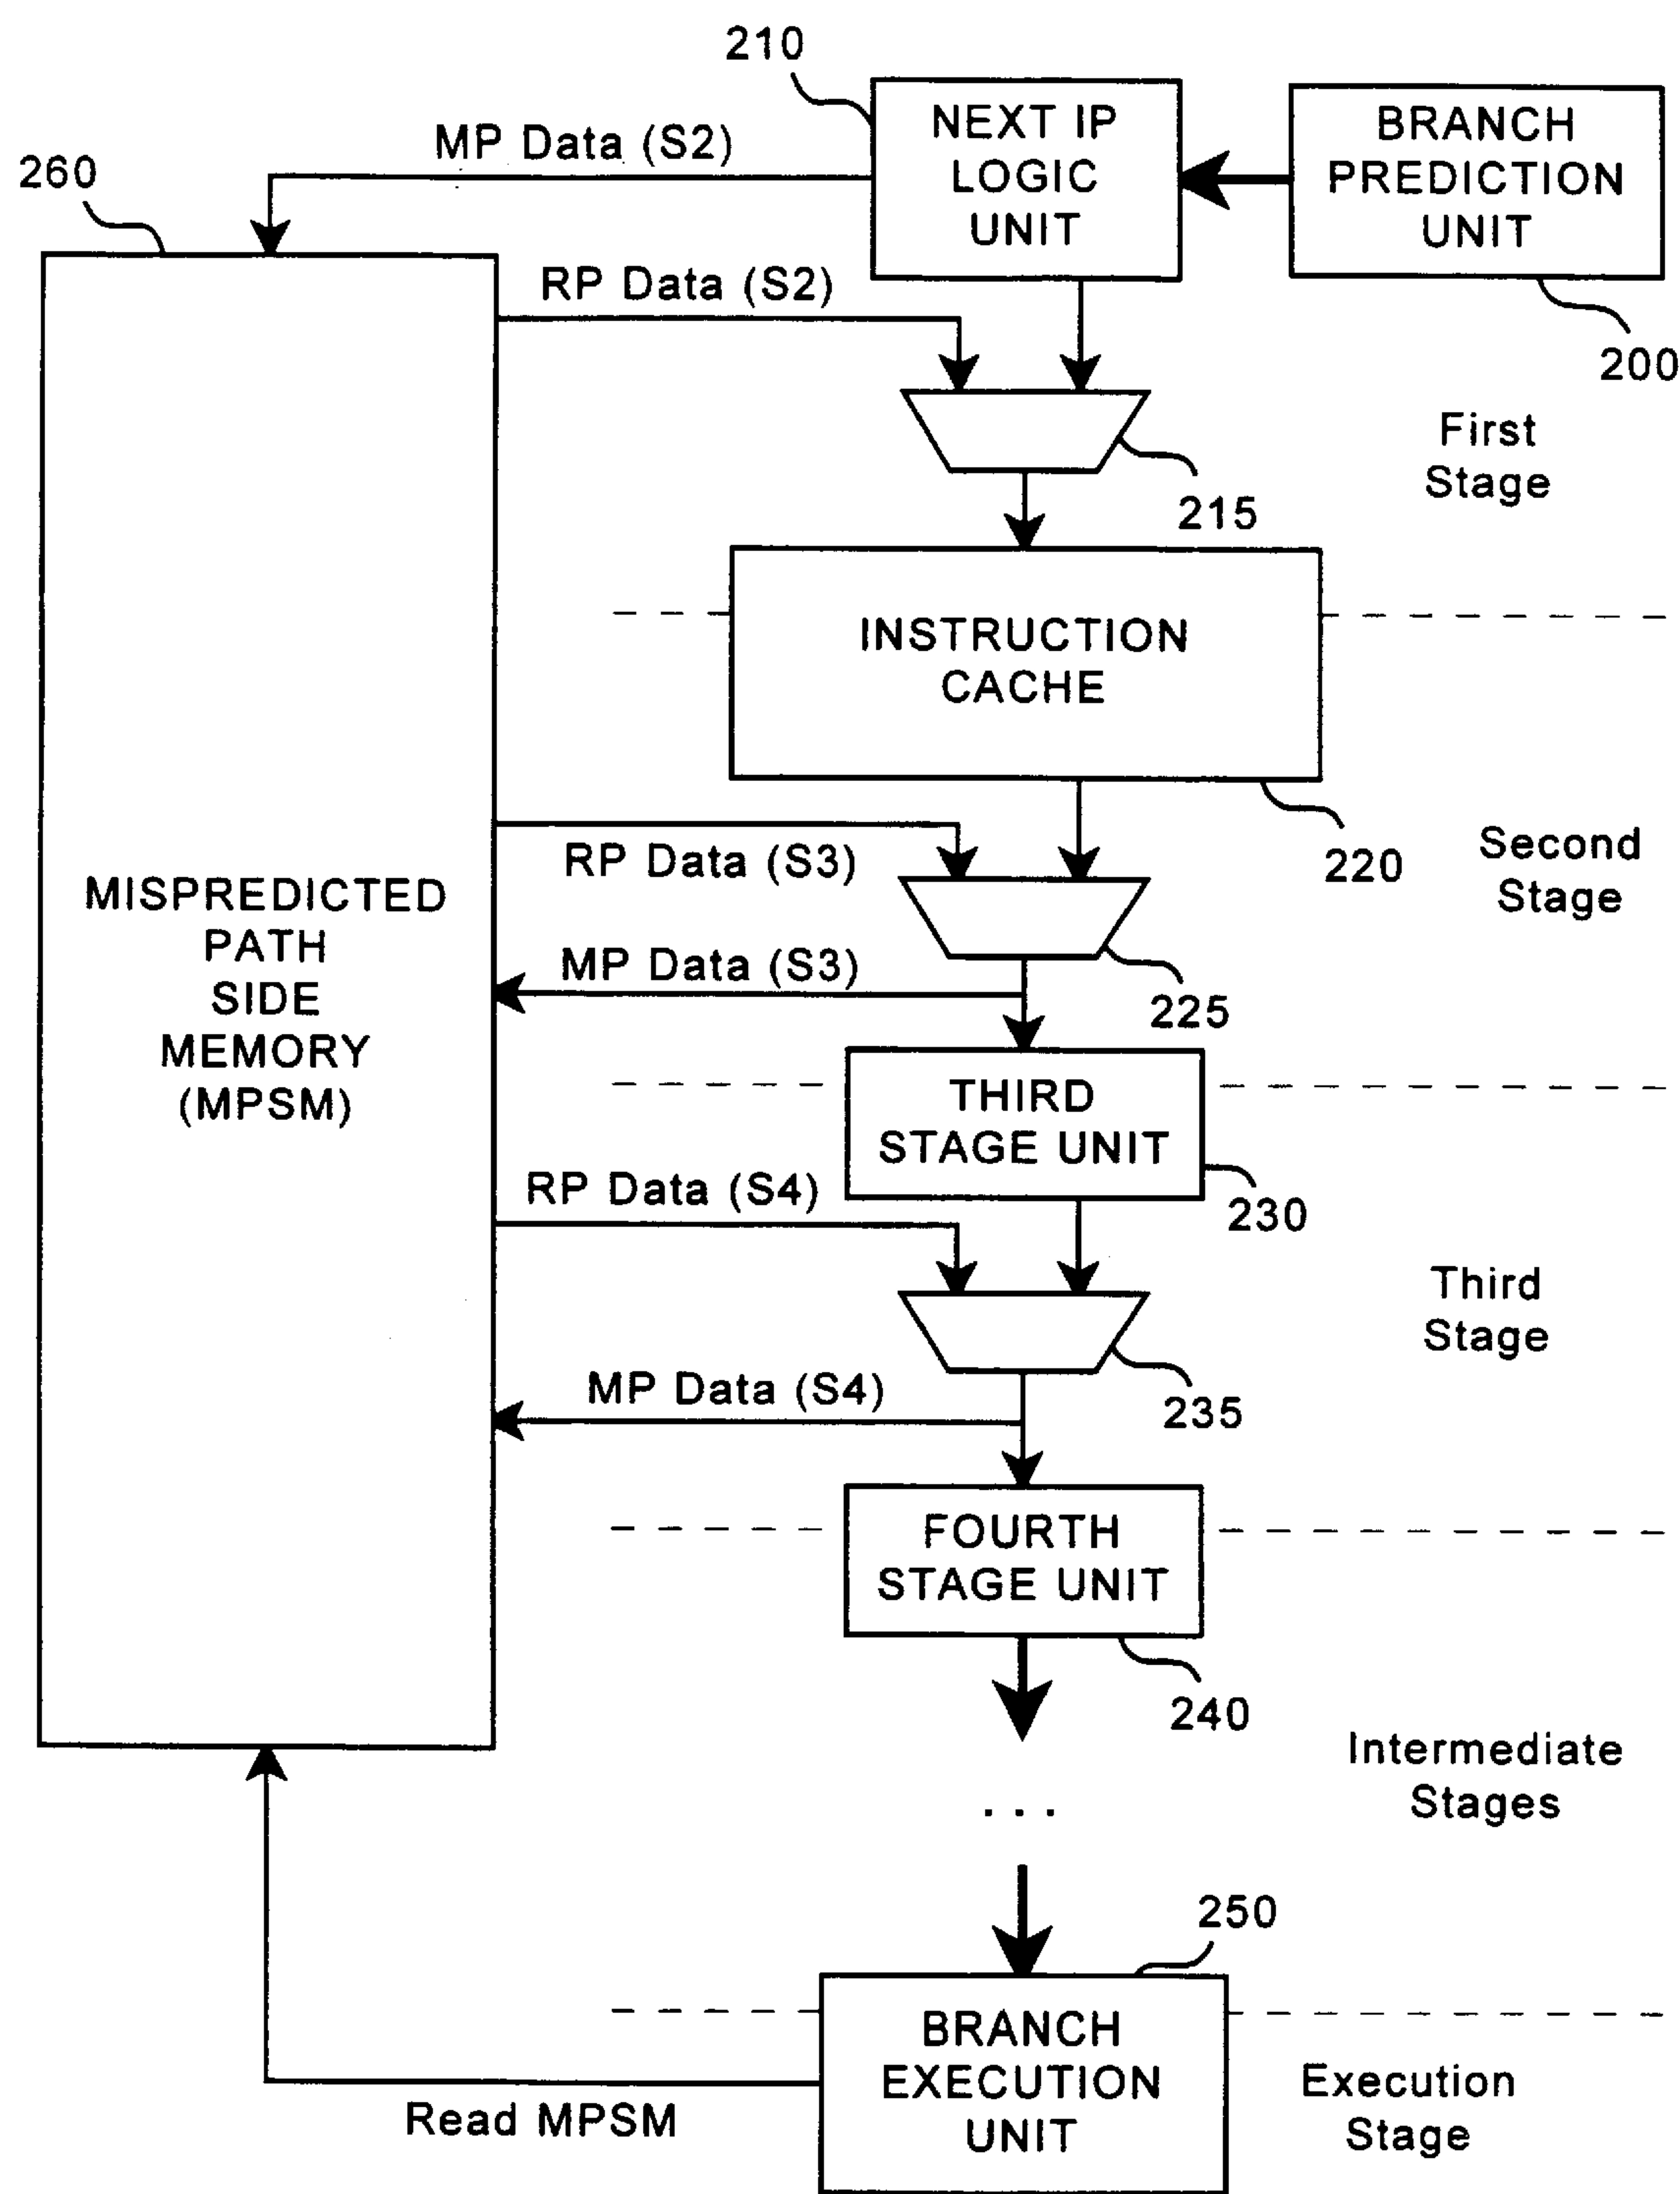 210
NEXT IP
LOGIC
UNIT
BRANCH
PREDICTION
UNIT
MP Data (S2)
260
RP Data (S2)
200
First
Stage
215
INSTRUCTION
CACHE
220
Second
Stage
RP Data (S3)
MISPREDICTED
PATH
SIDE
MEMORY
(MPSM)
MP Data (S3)
225
THIRD
STAGE UNIT
RP Data (S4)
230
Third
Stage
MP Data (S4)
235
FOURTH
STAGE UNIT
240
Intermediate
Stages
...
250
BRANCH
EXECUTION
UNIT
Execution
Stage
Read MPSM